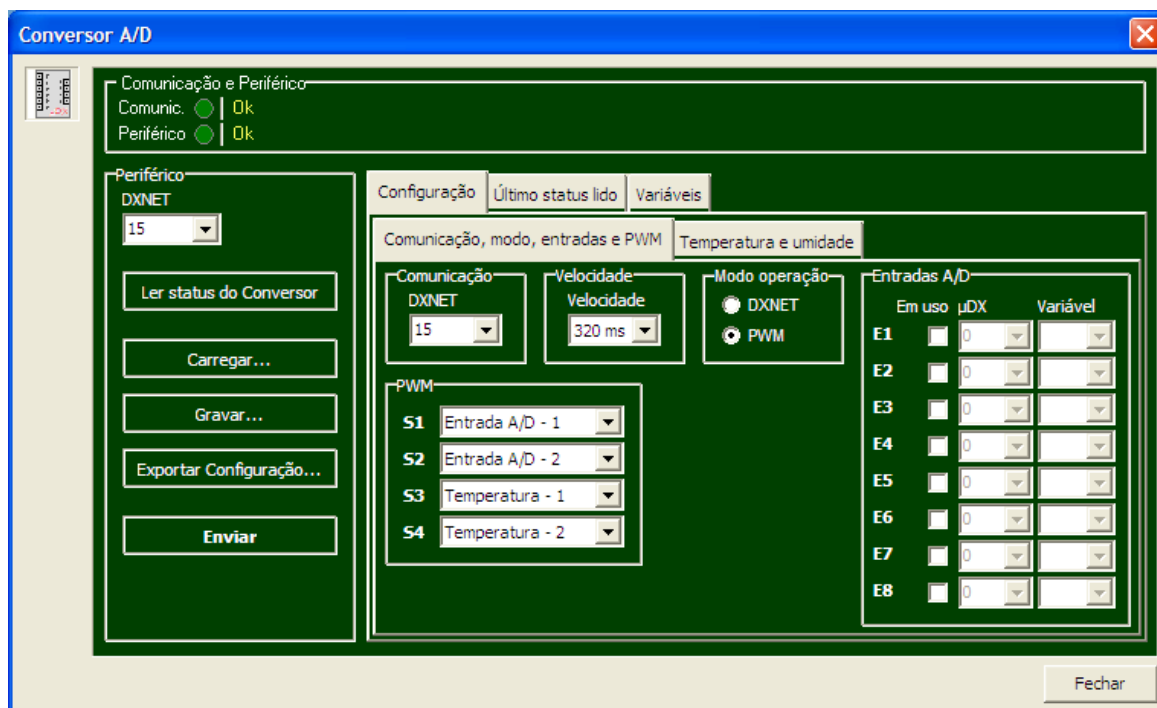 Conversor A/D
Comunicação e Periférico
Comunic. Ok
Periférico Ok
Periférico
DXNET
15
Ler status do Conversor
Carregar...
Gravar...
Exportar Configuração...
Enviar
Configuração Último status lido Variáveis
Comunicação, modo, entradas e PWM Temperatura e umidade
Comunicação
DXNET
15
Velocidade
Velocidade
320 ms
Modo operação
DXNET
PWM
PWM
S1 Entrada A/D - 1
S2 Entrada A/D - 2
S3 Temperatura - 1
S4 Temperatura - 2
Entradas A/D
Em uso µDX Variável
E1 0
E2 0
E3 0
E4 0
E5 0
E6 0
E7 0
E8 0
Fechar